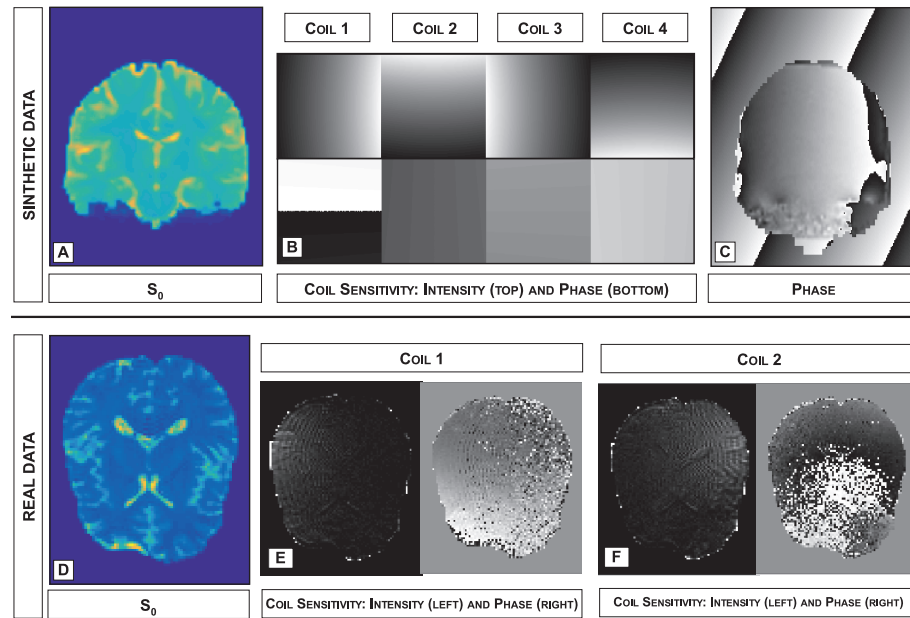 SINTHETIC DATA
COIL 1 COIL 2 COIL 3 COIL 4
A
B
C
S0
COIL SENSITIVITY: INTENSITY (TOP) AND PHASE (BOTTOM)
PHASE
REAL DATA
COIL 1
COIL 2
D
E
F
S0
COIL SENSITIVITY: INTENSITY (LEFT) AND PHASE (RIGHT)
COIL SENSITIVITY: INTENSITY (LEFT) AND PHASE (RIGHT)